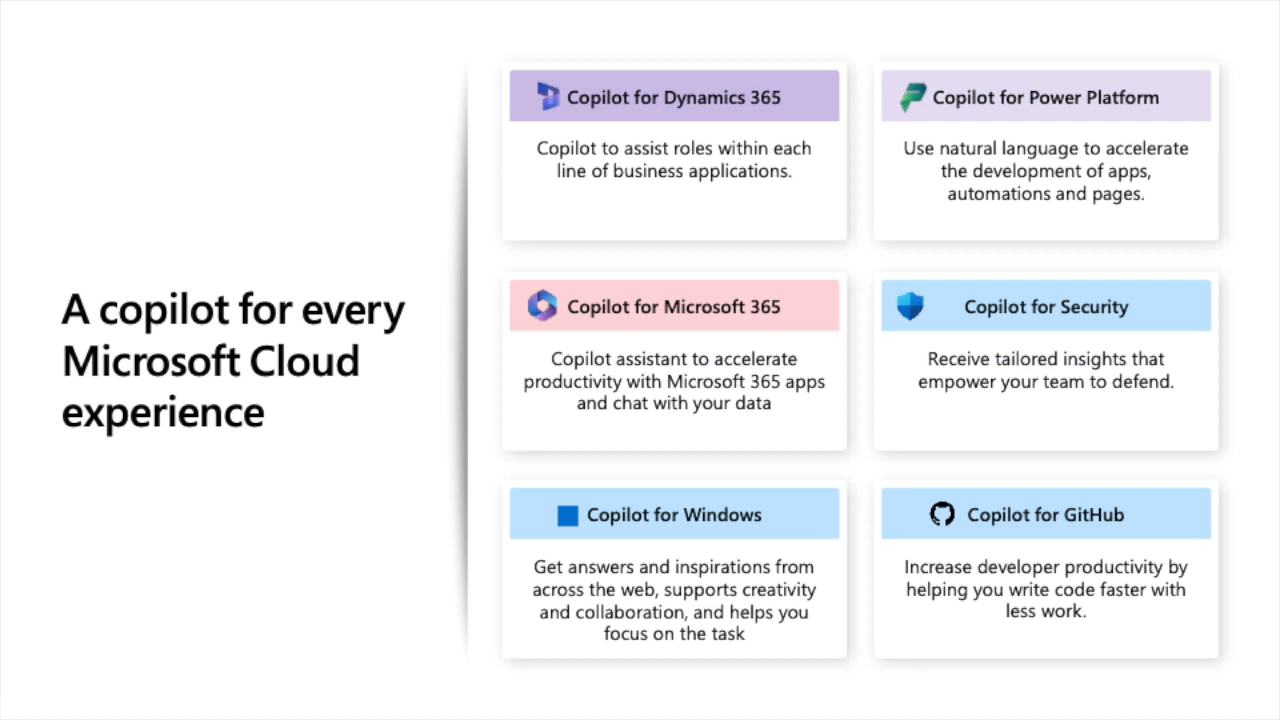 A copilot for every
Microsoft Cloud
experience
Copilot for Dynamics 365
Copilot to assist roles within each
line of business applications.
Copilot for Power Platform
Use natural language to accelerate
the development of apps,
automations and pages.
Copilot for Microsoft 365
Copilot assistant to accelerate
productivity with Microsoft 365 apps
and chat with your data
Copilot for Security
Receive tailored insights that
empower your team to defend.
Copilot for Windows
Get answers and inspirations from
across the web, supports creativity
and collaboration, and helps you
focus on the task
Copilot for GitHub
Increase developer productivity by
helping you write code faster with
less work.